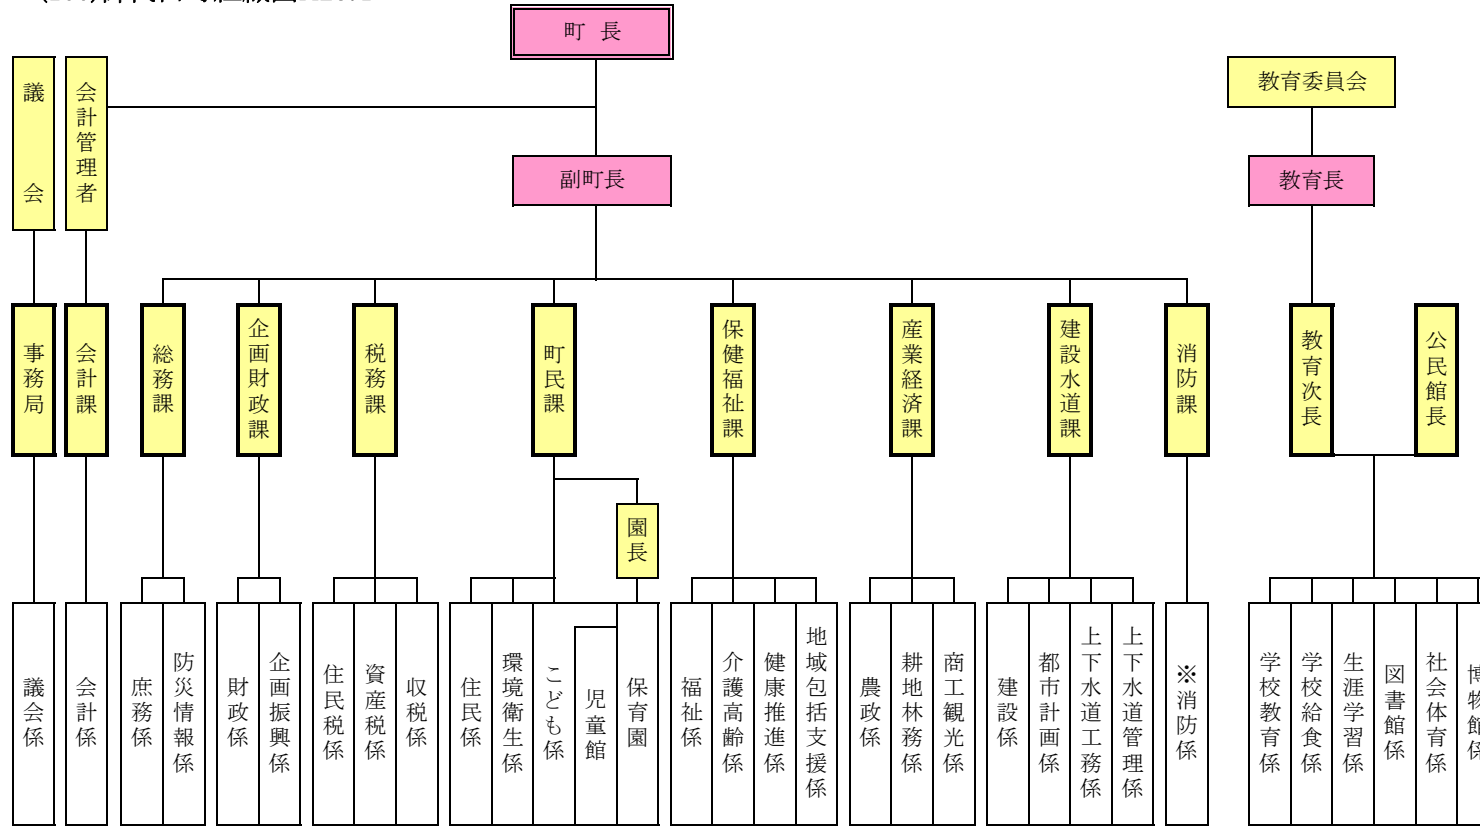 町 長
議 会
会計管理者
教育委員会
副町長
教育長
事務局
会計課
総務課
企画財政課
税務課
町民課
保健福祉課
産業経済課
建設水道課
消防課
教育次長
公民館長
園長
議会係
会計係
庶務係
防災情報係
財政係
企画振興係
住民税係
資産税係
収税係
住民係
環境衛生係
こども係
児童館
保育園
福祉係
介護高齢係
健康推進係
地域包括支援係
農政係
耕地林務係
商工観光係
建設係
都市計画係
上下水道工務係
上下水道管理係
※消防係
学校教育係
学校給食係
生涯学習係
図書館係
社会体育係
博物館係